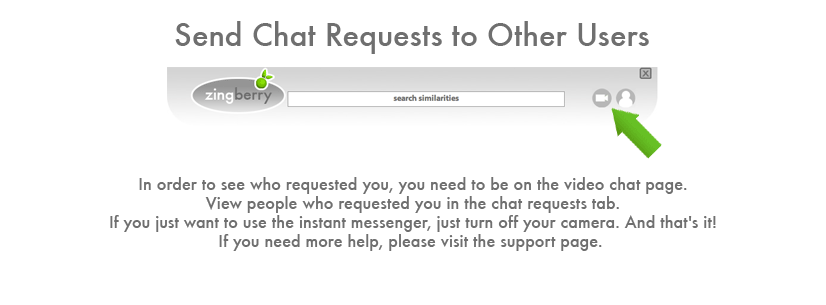 Send Chat Requests to Other Users
zingberry
search similarities
In order to see who requested you, you need to be on the video chat page.
View people who requested you in the chat requests tab.
If you just want to use the instant messenger, just turn off your camera. And that's it!
If you need more help, please visit the support page.